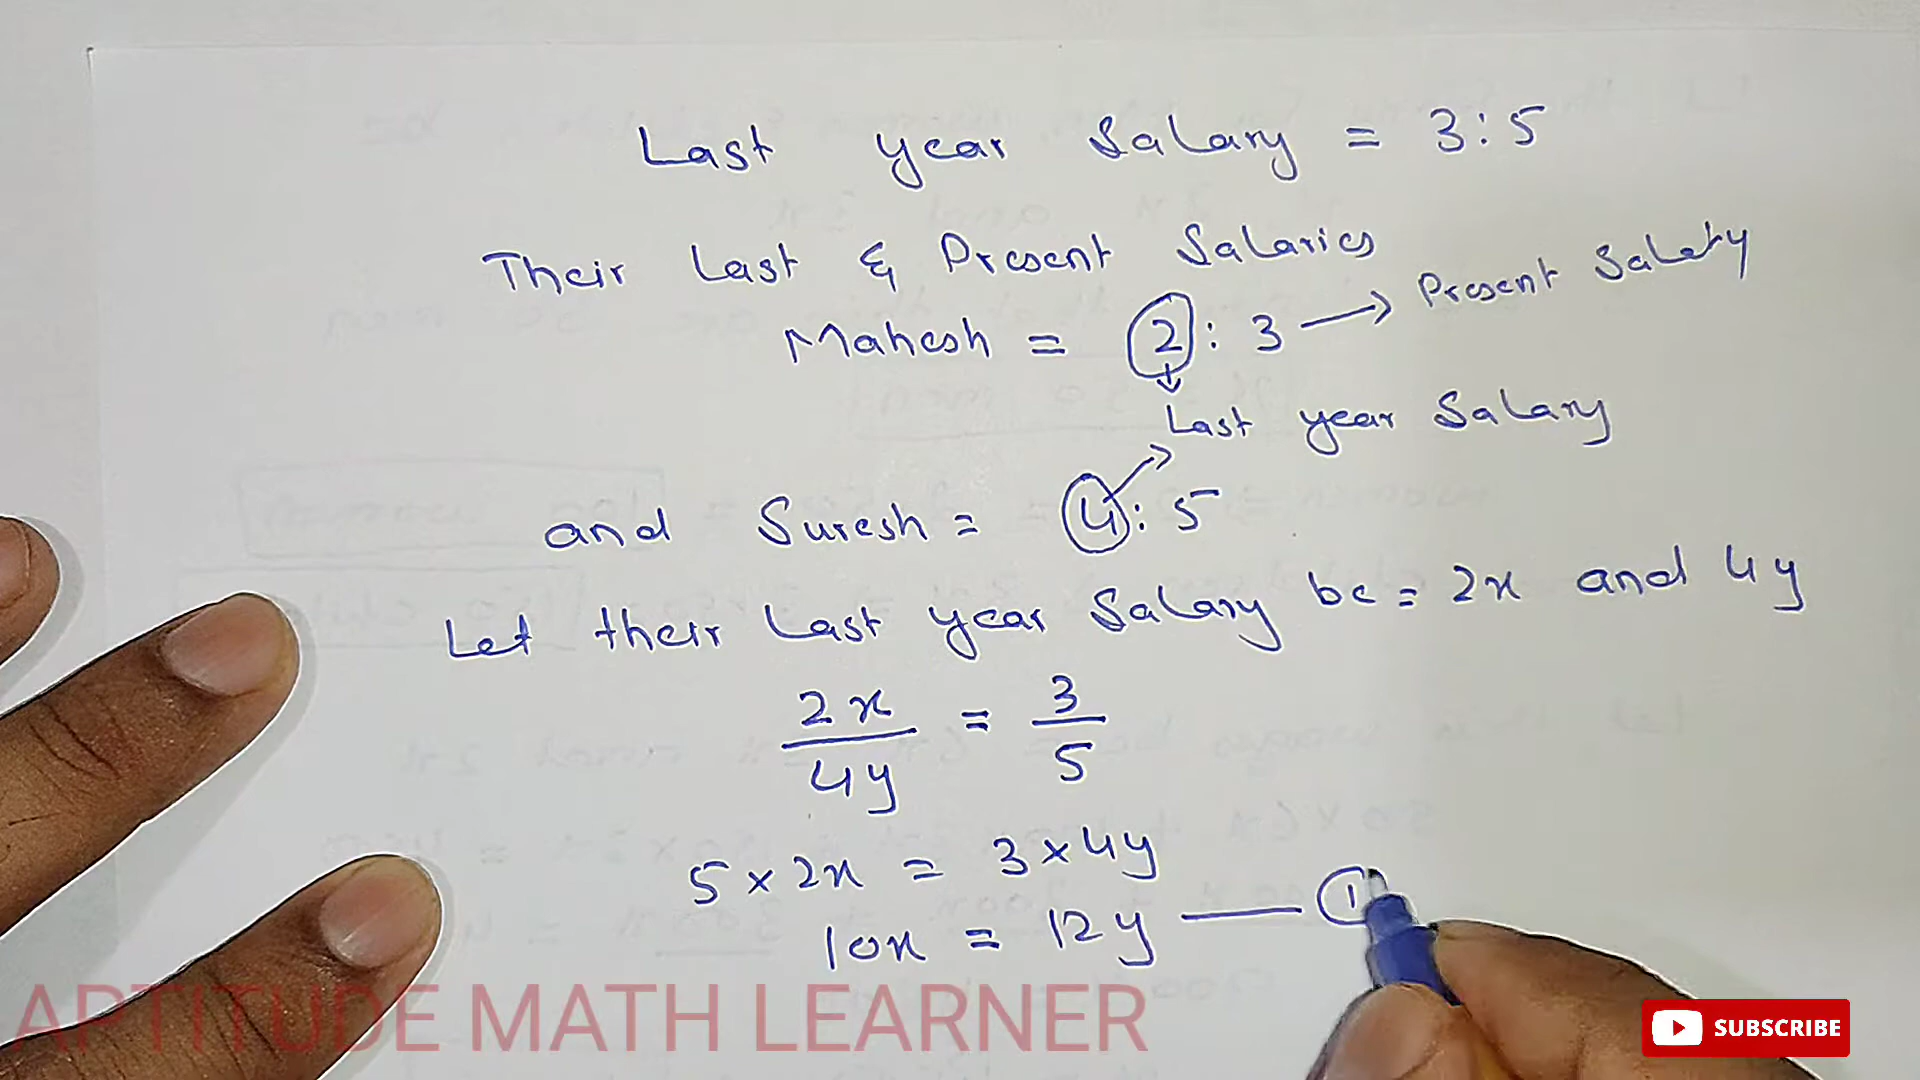 Last year Salary = 3:5
Their Last & Present Salaries
Mahesh = 2 : 3 → Present Salary
Last year Salary
and Suresh = 4 : 5
Let their Last year Salary be = 2x and 4y
2x/4y = 3/5
5 × 2x = 3 × 4y
10x = 12y — 1
APTITUDE MATH LEARNER
SUBSCRIBE